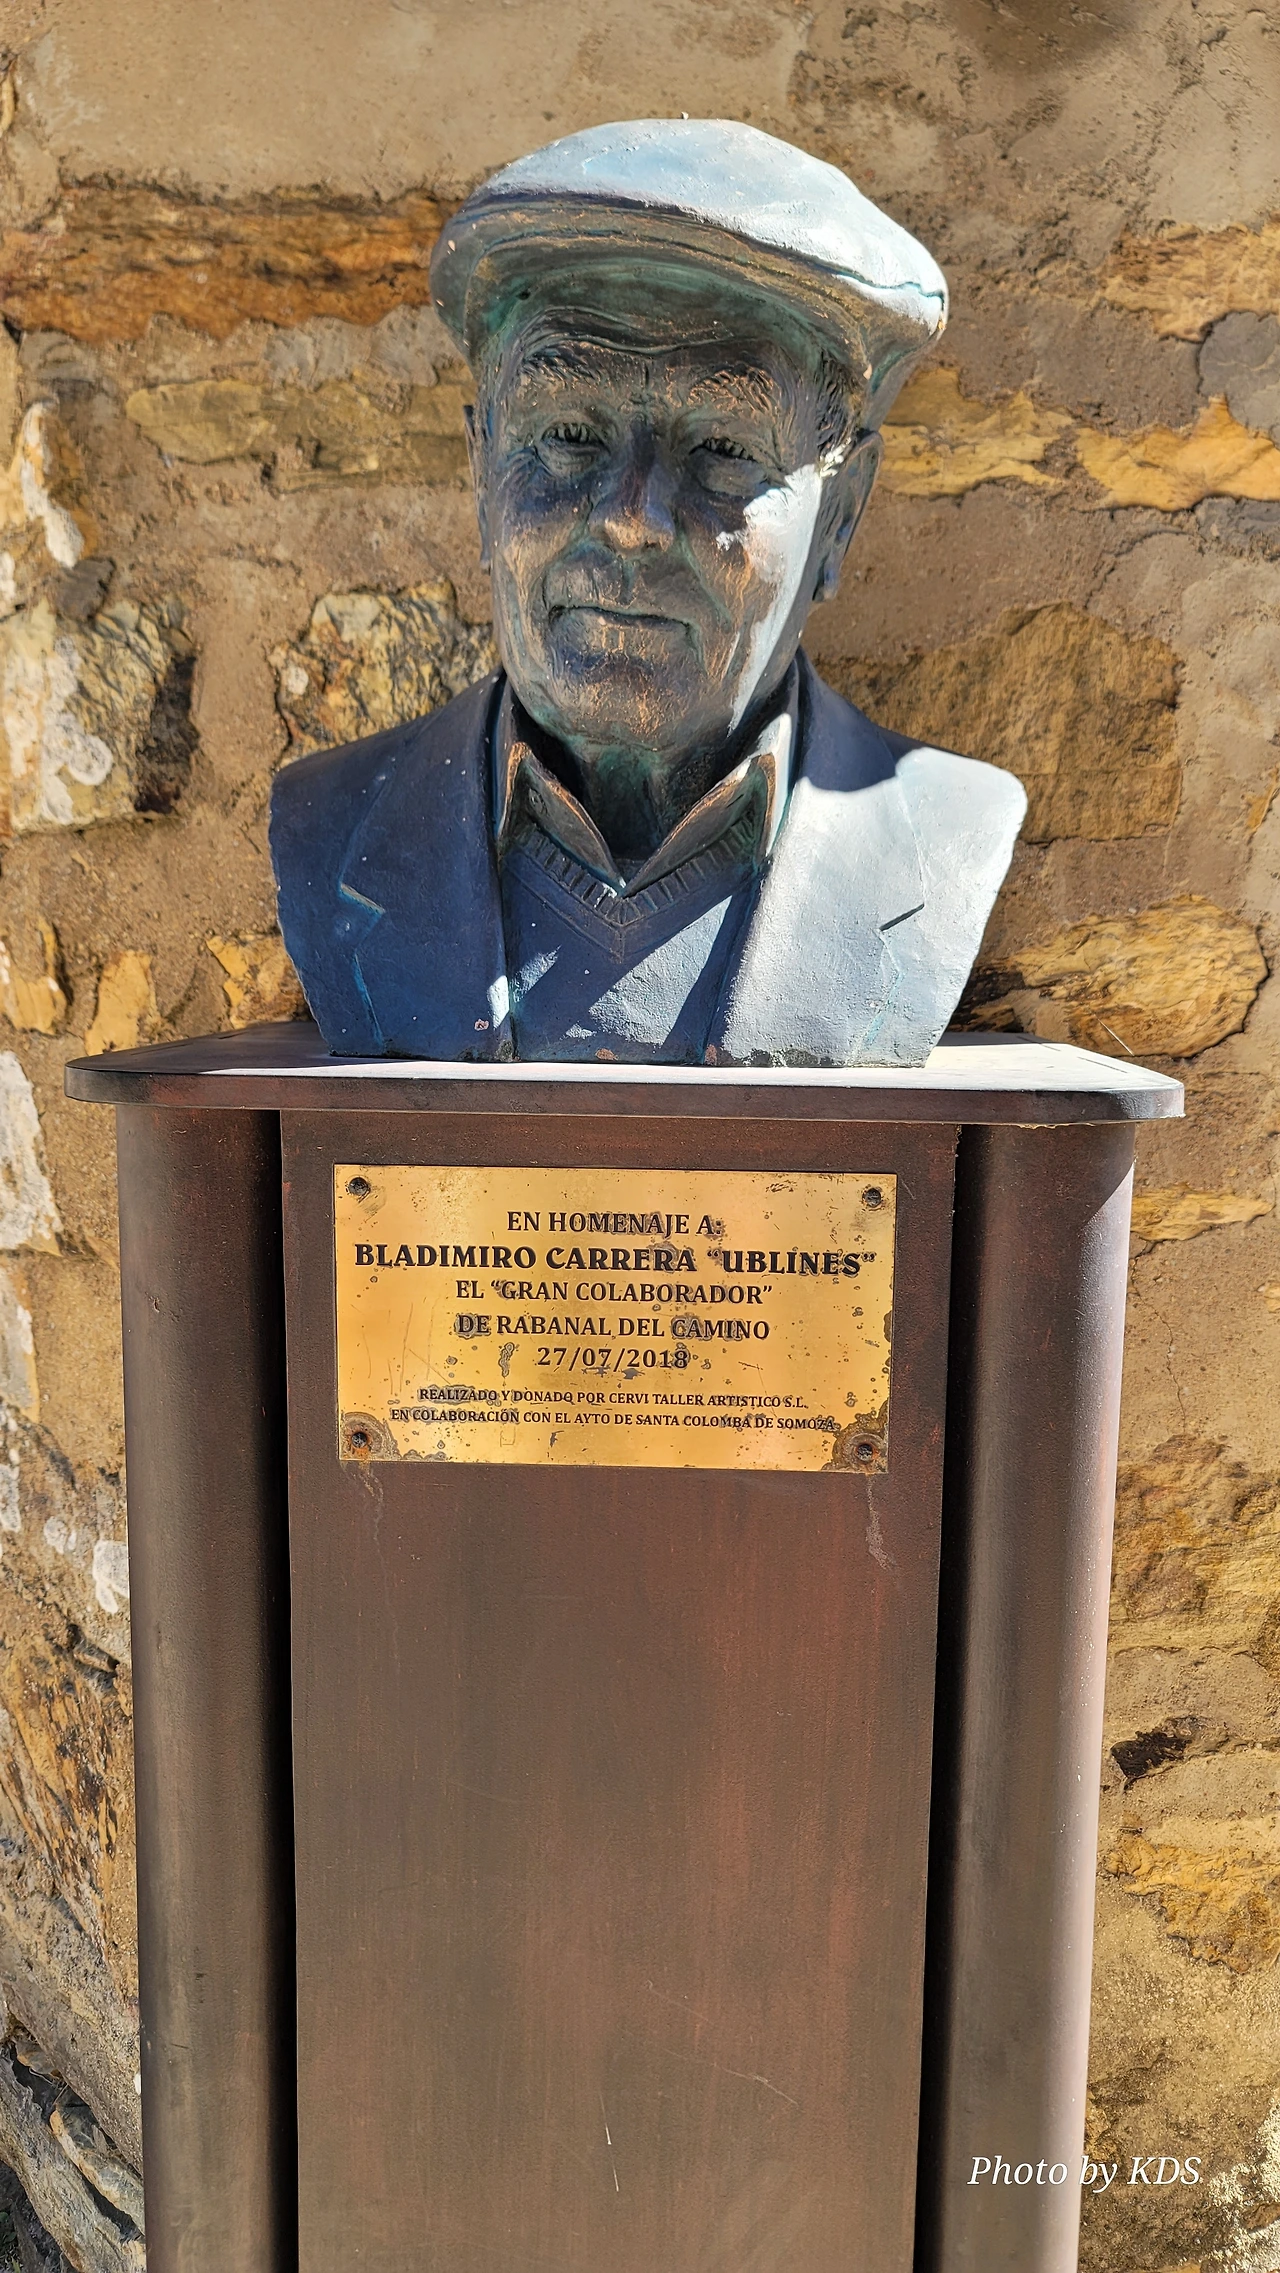 EN HOMENAJE A:
BLADIMIRO CARRERA "UBLINES"
EL "GRAN COLABORADOR"
DE RABANAL DEL CAMINO
27/07/2018
REALIZADO Y DONADO POR CERVI TALLER ARTISTICO S.L.
EN COLABORACIÓN CON EL AYTO DE SANTA COLOMBA DE SOMOZA
Photo by KDS